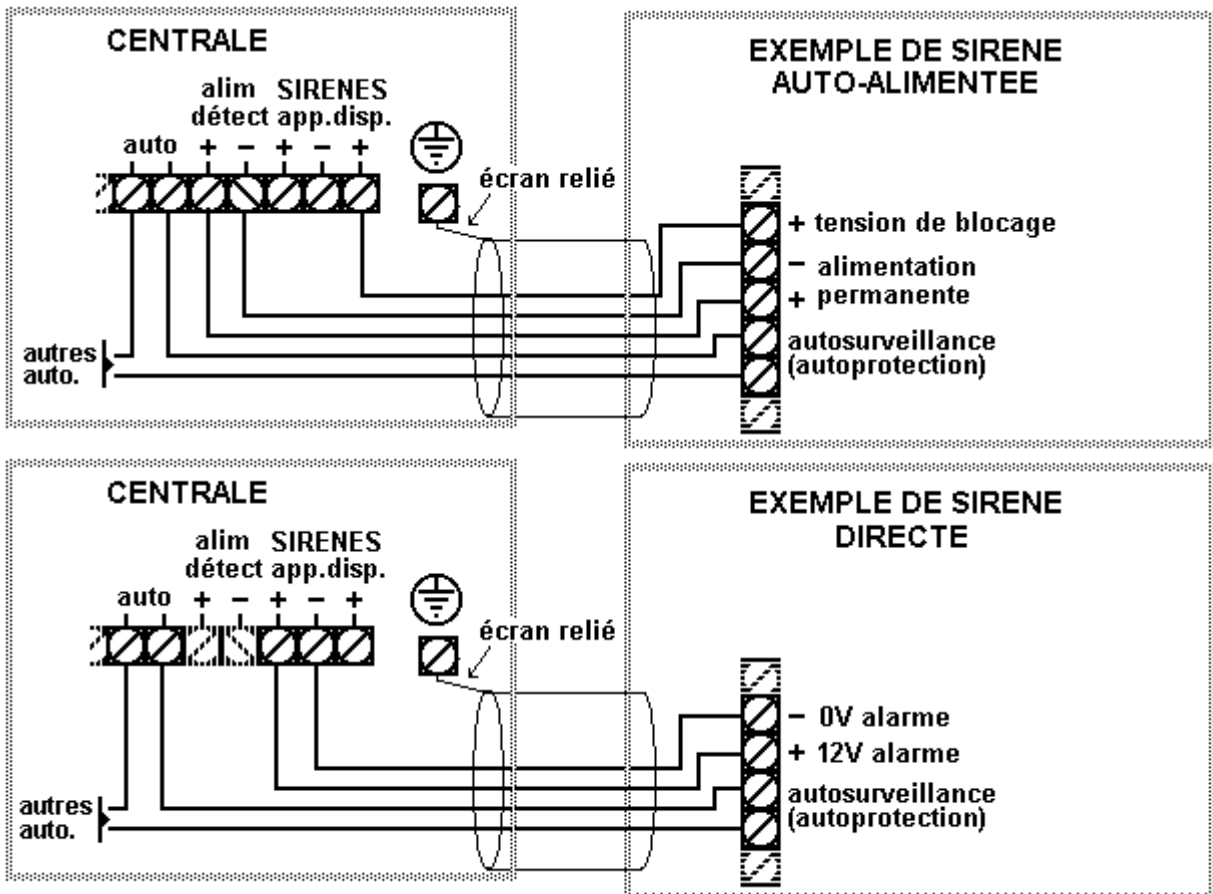 CENTRALE
alim SIRENES
détect app.disp.
auto + − + − +
écran relié
autres
auto.
EXEMPLE DE SIRENE
AUTO-ALIMENTEE
+ tension de blocage
− alimentation
+ permanente
autosurveillance
(autoprotection)
CENTRALE
alim SIRENES
détect app.disp.
auto + − + − +
écran relié
autres
auto.
EXEMPLE DE SIRENE
DIRECTE
− 0V alarme
+ 12V alarme
autosurveillance
(autoprotection)